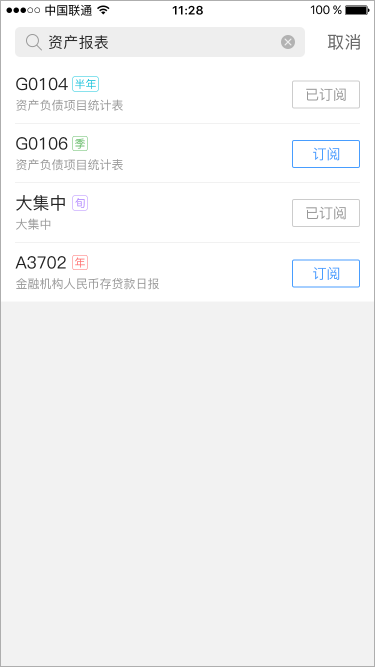 中国联通 11:28 100 %
资产报表 取消
G0104 半年
资产负债项目统计表
已订阅
G0106 季
资产负债项目统计表
订阅
大集中 旬
大集中
已订阅
A3702 年
金融机构人民币存贷款日报
订阅